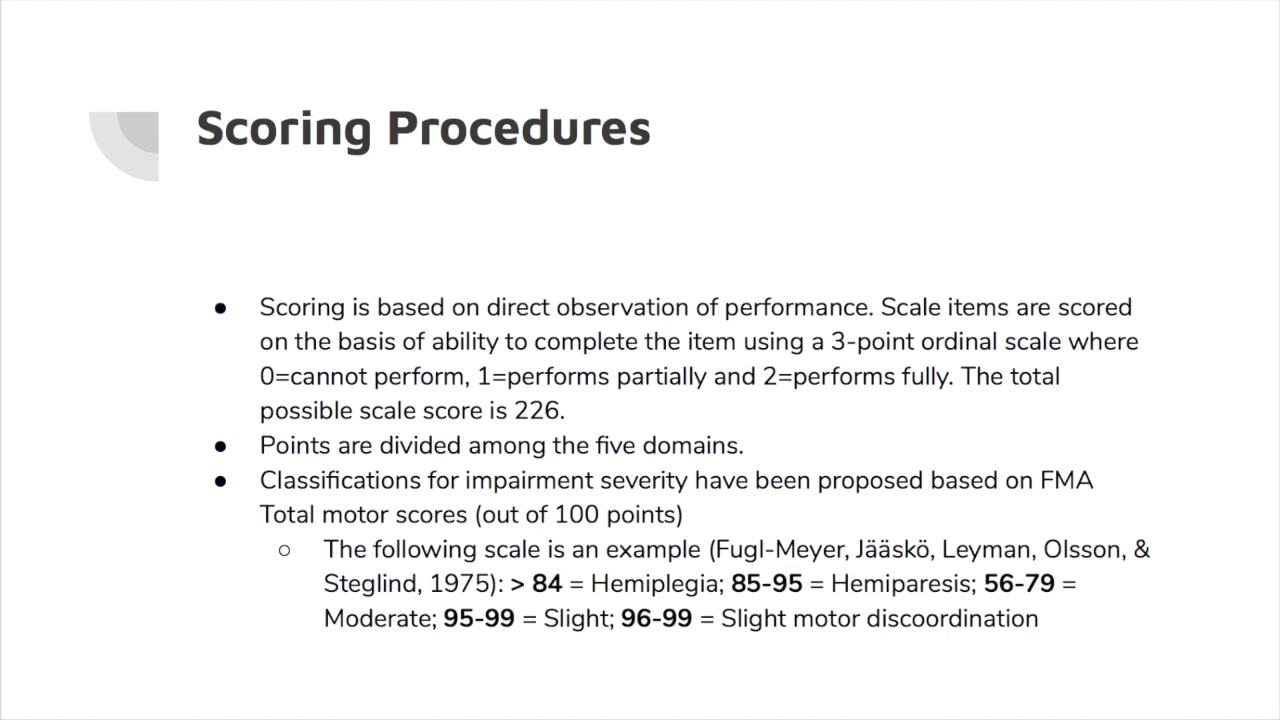 Scoring Procedures
● Scoring is based on direct observation of performance. Scale items are scored
on the basis of ability to complete the item using a 3-point ordinal scale where
0=cannot perform, 1=performs partially and 2=performs fully. The total
possible scale score is 226.
● Points are divided among the five domains.
● Classifications for impairment severity have been proposed based on FMA
Total motor scores (out of 100 points)
○ The following scale is an example (Fugl-Meyer, Jääskö, Leyman, Olsson, &
Steglind, 1975): > 84 = Hemiplegia; 85-95 = Hemiparesis; 56-79 =
Moderate; 95-99 = Slight; 96-99 = Slight motor discoordination